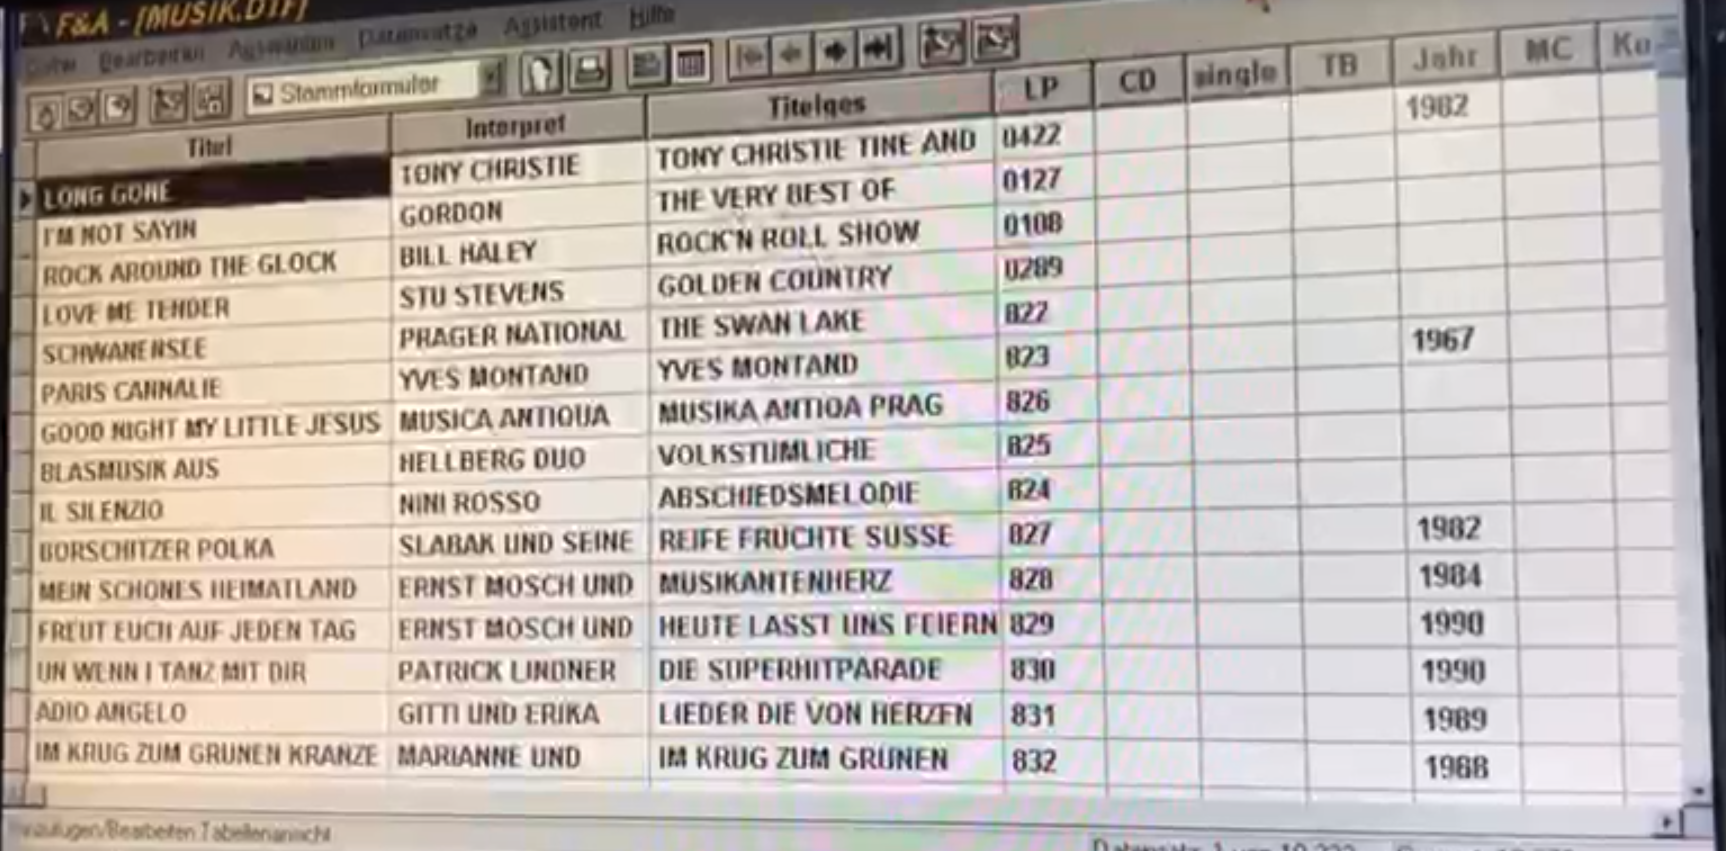 F&A - [MUSIK.DTF]
Bearbeiten Auswählen Datensätze Assistent Hilfe
Stammformular
Titel Interpret Titelges LP CD single TB Jahr MC Ko
LONG GONE TONY CHRISTIE TONY CHRISTIE TINE AND 0422 1982
I'M NOT SAYIN GORDON THE VERY BEST OF 0127
ROCK AROUND THE GLOCK BILL HALEY ROCK'N ROLL SHOW 0108
LOVE ME TENDER STU STEVENS GOLDEN COUNTRY 0289
SCHWANENSEE PRAGER NATIONAL THE SWAN LAKE 822
PARIS CANNALIE YVES MONTAND YVES MONTAND 823 1967
GOOD NIGHT MY LITTLE JESUS MUSICA ANTIQUA MUSIKA ANTIQA PRAG 826
BLASMUSIK AUS HELLBERG DUO VOLKSTUMLICHE 825
IL SILENZIO NINI ROSSO ABSCHIEDSMELODIE 824
BORSCHITZER POLKA SLABAK UND SEINE REIFE FRUCHTE SUSSE 827 1982
MEIN SCHONES HEIMATLAND ERNST MOSCH UND MUSIKANTENHERZ 828 1984
FREUT EUCH AUF JEDEN TAG ERNST MOSCH UND HEUTE LASST UNS FEIERN 829 1990
UN WENN I TANZ MIT DIR PATRICK LINDNER DIE SUPERHITPARADE 830 1990
ADIO ANGELO GITTI UND ERIKA LIEDER DIE VON HERZEN 831 1989
IM KRUG ZUM GRUNEN KRANZE MARIANNE UND IM KRUG ZUM GRUNEN 832 1988
Hinzufügen/Bearbeiten Tabellenansicht